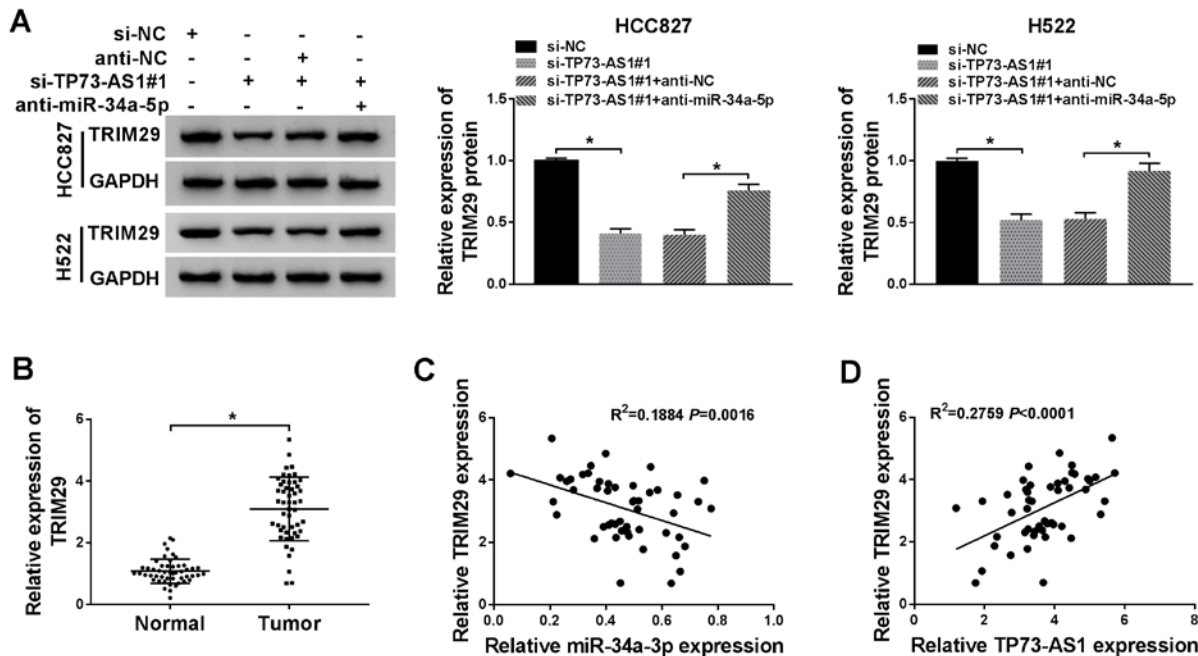 A
si-NC + - - -
anti-NC - - + -
si-TP73-AS1#1 - + + +
anti-miR-34a-5p - - - +
HCC827
TRIM29
GAPDH
H522
TRIM29
GAPDH
HCC827
si-NC
si-TP73-AS1#1
si-TP73-AS1#1+anti-NC
si-TP73-AS1#1+anti-miR-34a-5p
Relative expression of
TRIM29 protein
1.5
1.0
0.5
0.0
*
*
H522
si-NC
si-TP73-AS1#1
si-TP73-AS1#1+anti-NC
si-TP73-AS1#1+anti-miR-34a-5p
Relative expression of
TRIM29 protein
1.5
1.0
0.5
0.0
*
*
B
Relative expression of
TRIM29
6
4
2
0
*
Normal Tumor
C
R²=0.1884 P=0.0016
Relative TRIM29 expression
6
4
2
0
0.0 0.2 0.4 0.6 0.8 1.0
Relative miR-34a-3p expression
D
R²=0.2759 P<0.0001
Relative TRIM29 expression
6
4
2
0
0 2 4 6 8
Relative TP73-AS1 expression